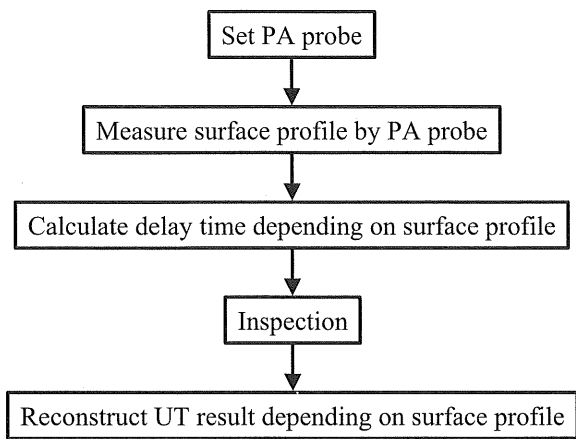 Set PA probe
Measure surface profile by PA probe
Calculate delay time depending on surface profile
Inspection
Reconstruct UT result depending on surface profile